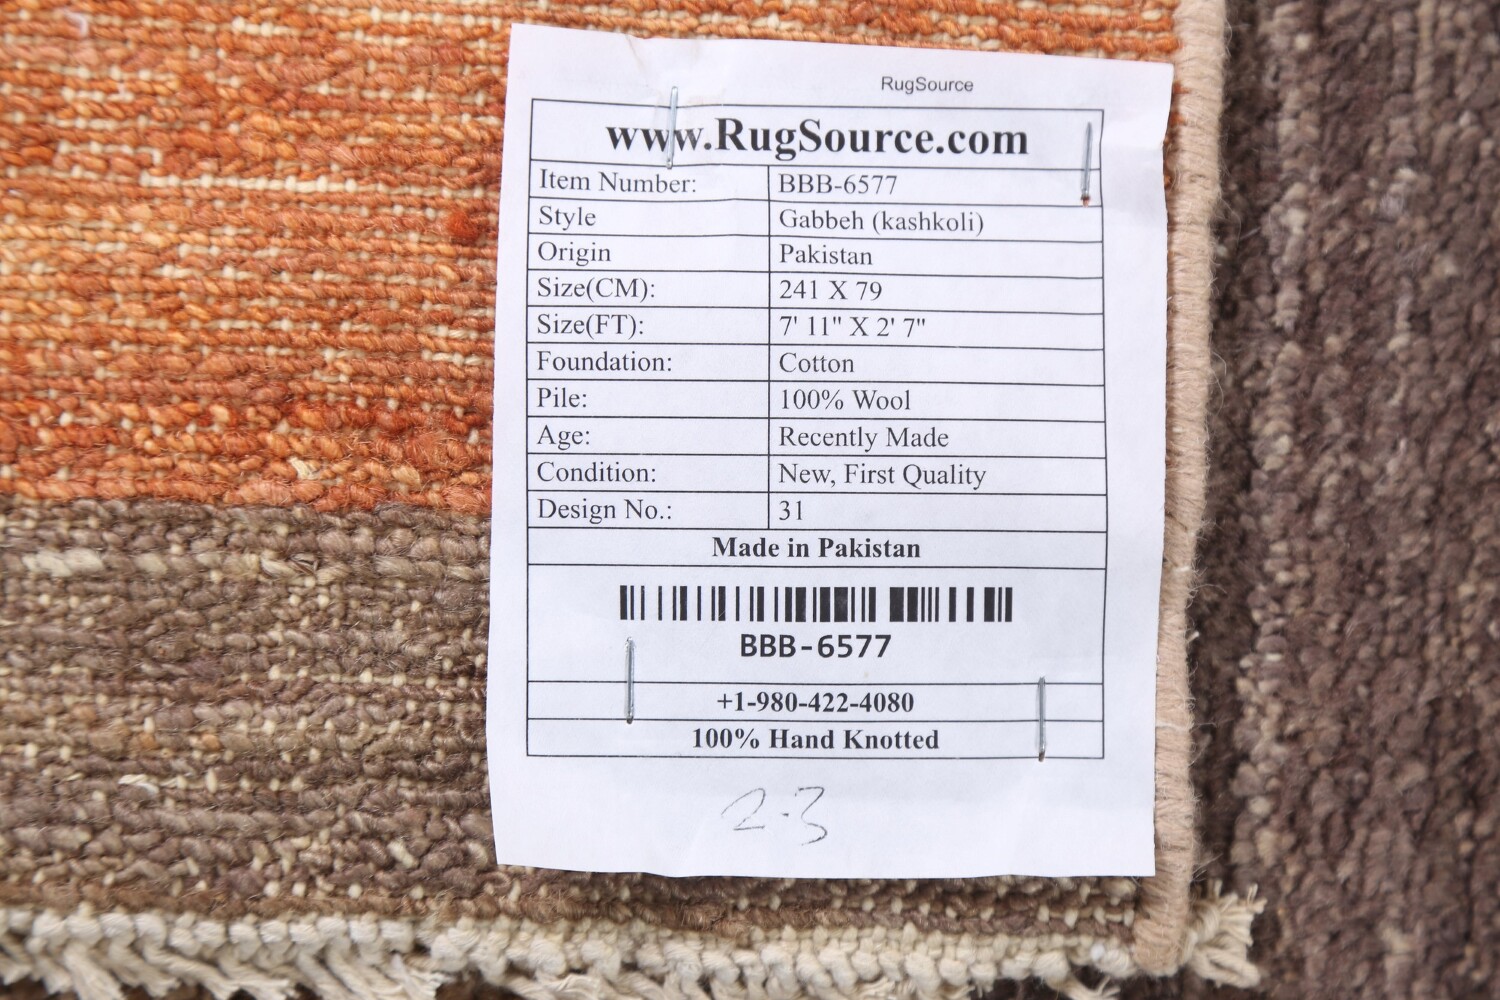 RugSource
www.RugSource.com
Item Number: BBB-6577
Style Gabbeh (kashkoli)
Origin Pakistan
Size(CM): 241 X 79
Size(FT): 7' 11" X 2' 7"
Foundation: Cotton
Pile: 100% Wool
Age: Recently Made
Condition: New, First Quality
Design No.: 31
Made in Pakistan
BBB-6577
+1-980-422-4080
100% Hand Knotted
2-3